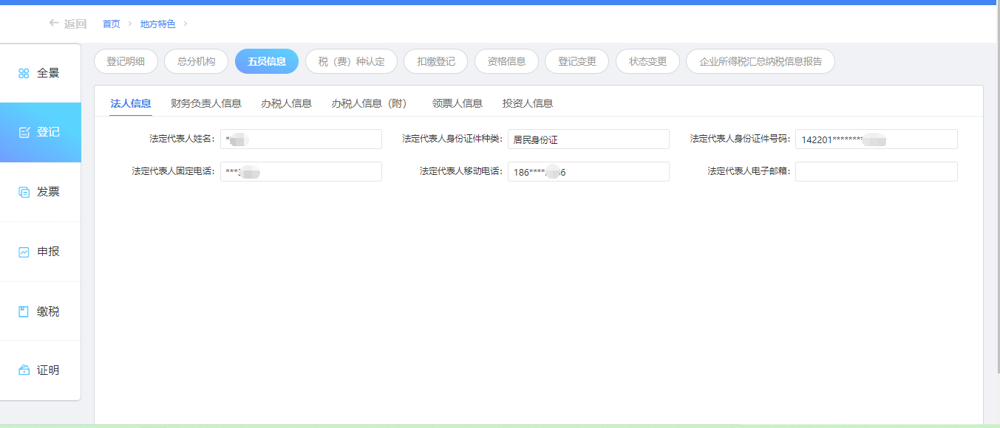 返回 首页 > 地方特色 >
全景
登记
发票
申报
缴税
证明
登记明细 总分机构 五员信息 税（费）种认定 扣缴登记 资格信息 登记变更 状态变更 企业所得税汇总纳税信息报告
法人信息 财务负责人信息 办税人信息 办税人信息（附） 领票人信息 投资人信息
法定代表人姓名: * 法定代表人身份证件种类: 居民身份证 法定代表人身份证件号码: 142201********
法定代表人固定电话: *** 法定代表人移动电话: 186****6 法定代表人电子邮箱: